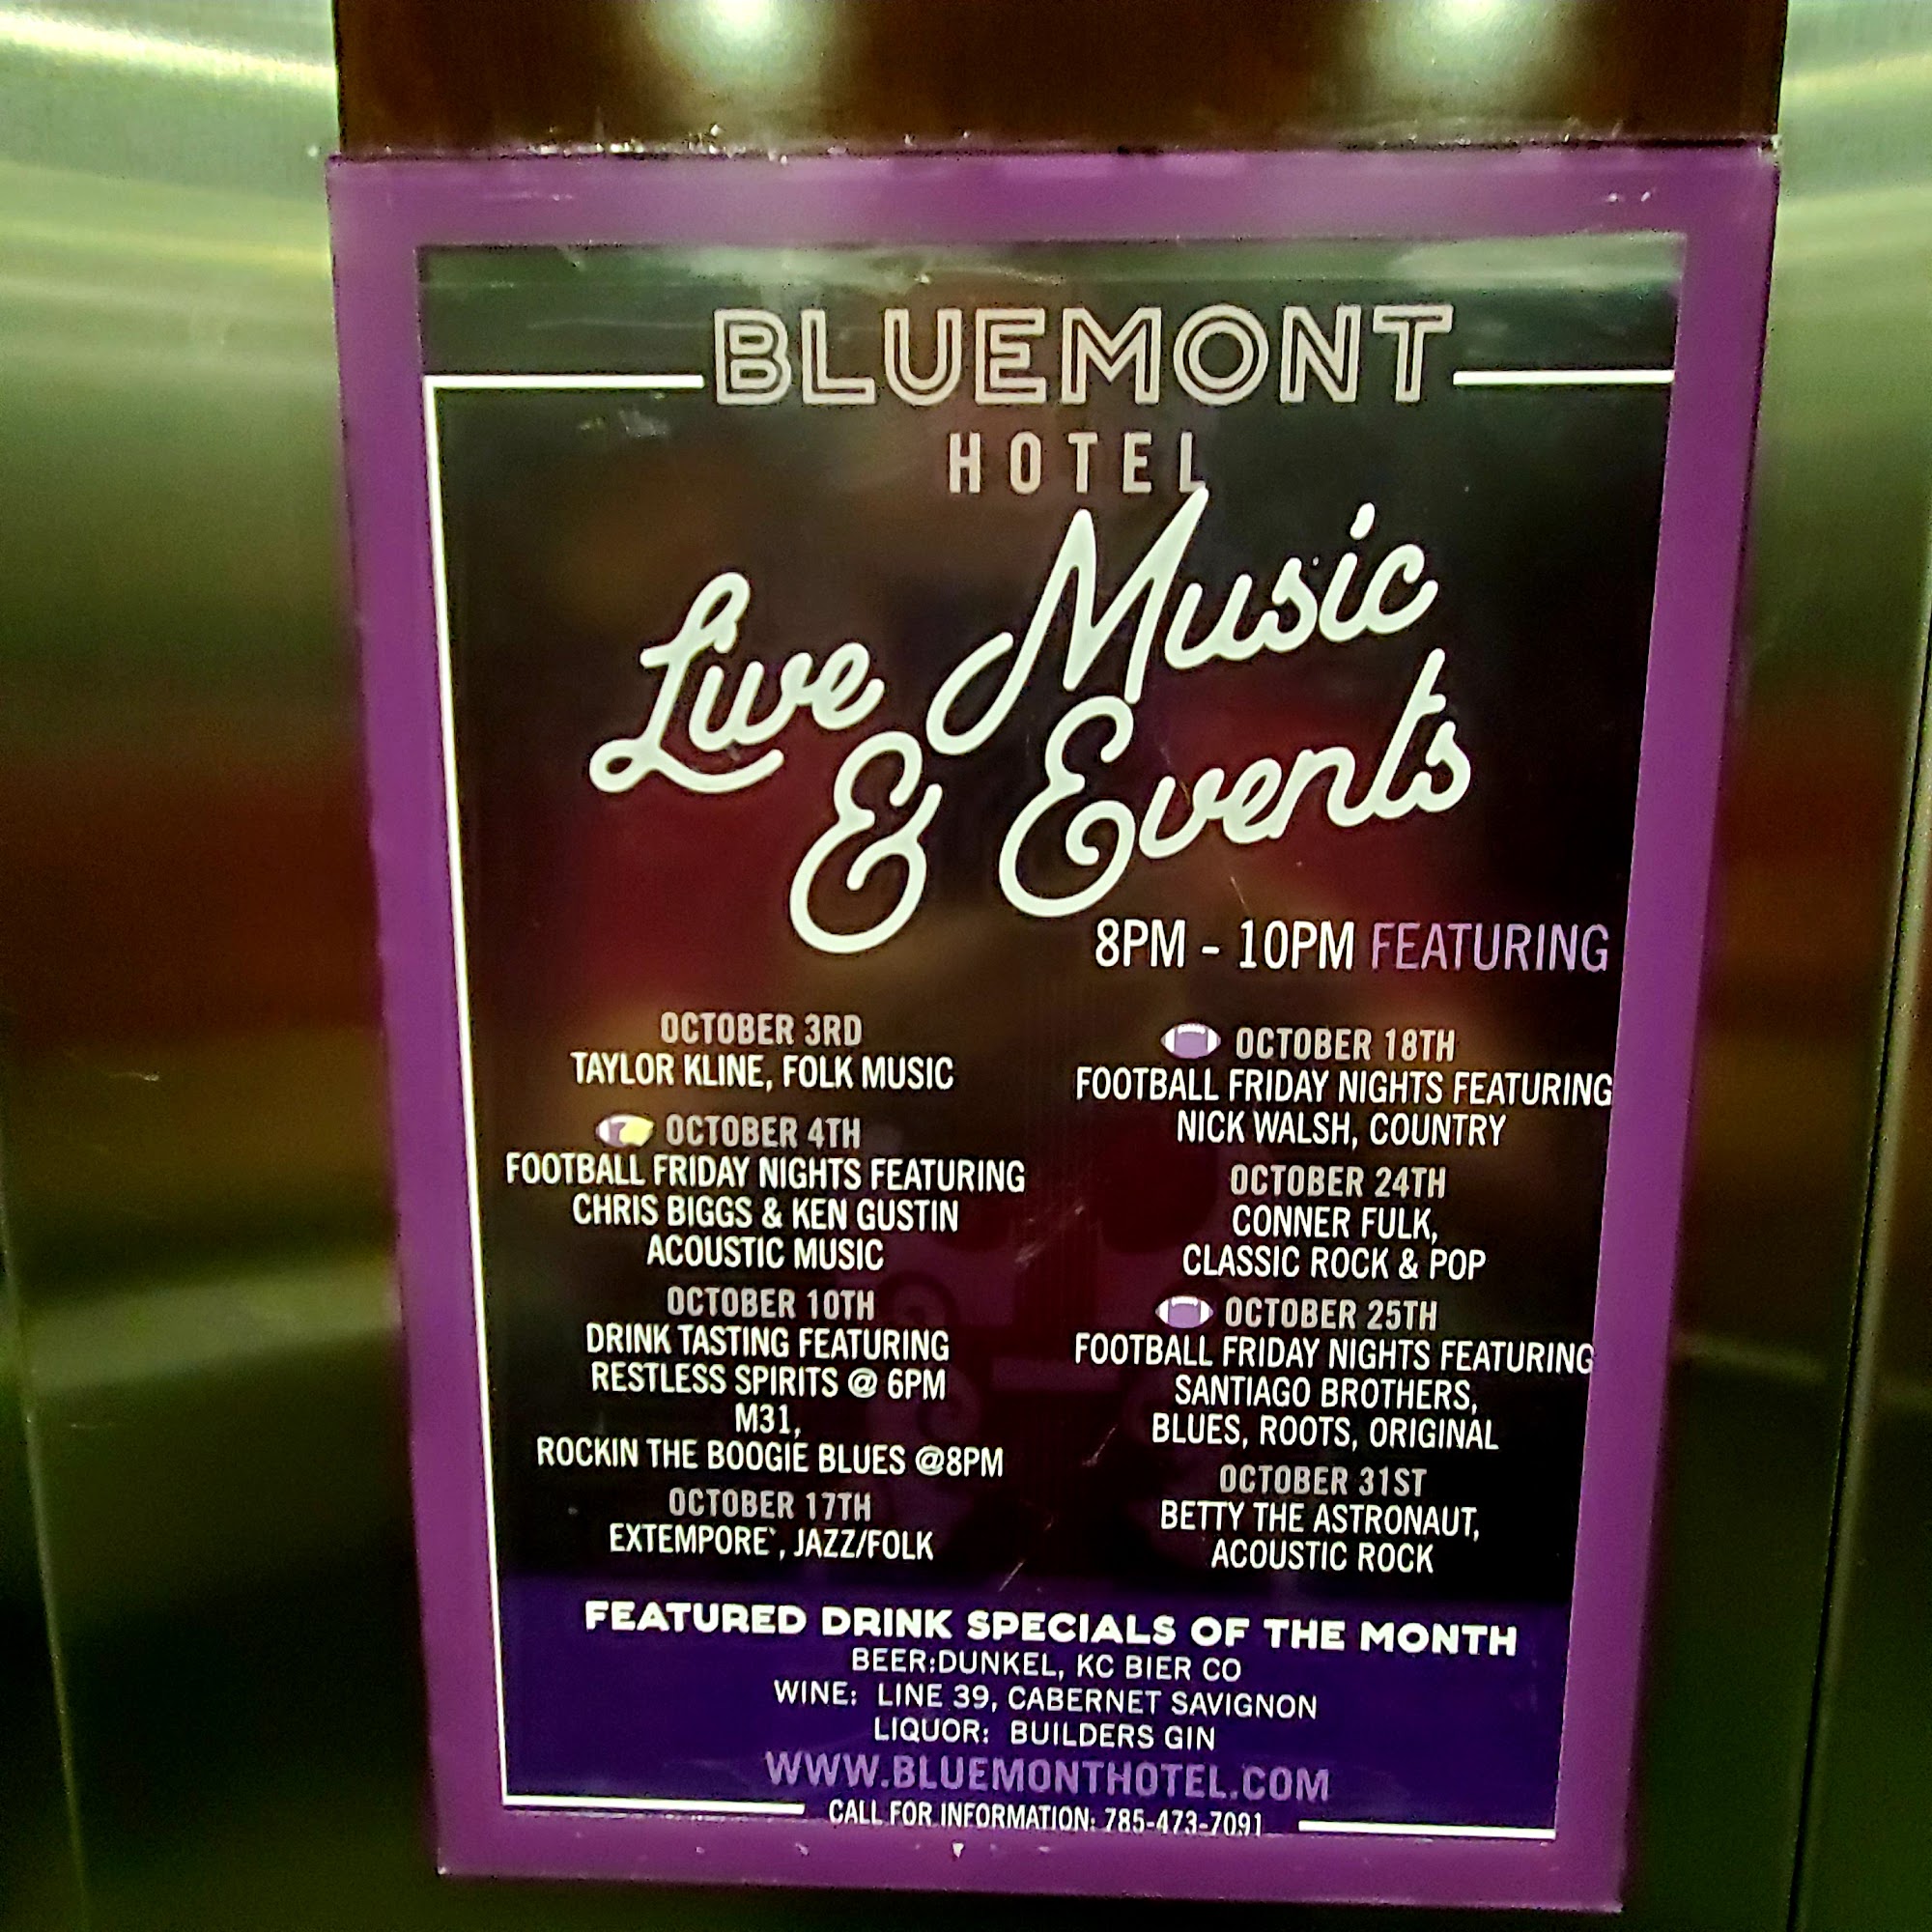 BLUEMONT
HOTEL
Live Music
& Events
8PM - 10PM FEATURING
OCTOBER 3RD
TAYLOR KLINE, FOLK MUSIC
OCTOBER 4TH
FOOTBALL FRIDAY NIGHTS FEATURING
CHRIS BIGGS & KEN GUSTIN
ACOUSTIC MUSIC
OCTOBER 10TH
DRINK TASTING FEATURING
RESTLESS SPIRITS @ 6PM
M31,
ROCKIN THE BOOGIE BLUES @8PM
OCTOBER 17TH
EXTEMPORE`, JAZZ/FOLK
OCTOBER 18TH
FOOTBALL FRIDAY NIGHTS FEATURING
NICK WALSH, COUNTRY
OCTOBER 24TH
CONNER FULK,
CLASSIC ROCK & POP
OCTOBER 25TH
FOOTBALL FRIDAY NIGHTS FEATURING
SANTIAGO BROTHERS,
BLUES, ROOTS, ORIGINAL
OCTOBER 31ST
BETTY THE ASTRONAUT,
ACOUSTIC ROCK
FEATURED DRINK SPECIALS OF THE MONTH
BEER:DUNKEL, KC BIER CO
WINE: LINE 39, CABERNET SAVIGNON
LIQUOR: BUILDERS GIN
WWW.BLUEMONTHOTEL.COM
CALL FOR INFORMATION: 785-473-7091